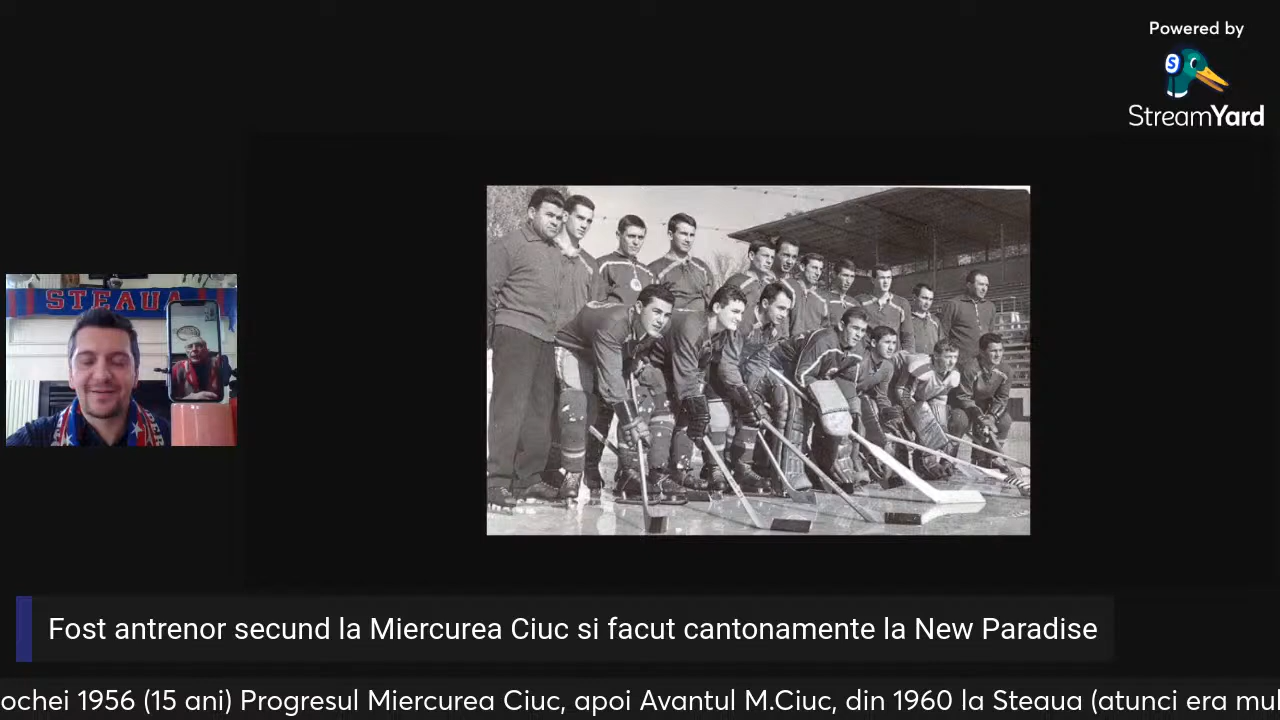 Powered by
StreamYard
STEAUA
Fost antrenor secund la Miercurea Ciuc si facut cantonamente la New Paradise
ochei 1956 (15 ani) Progresul Miercurea Ciuc, apoi Avantul M.Ciuc, din 1960 la Steaua (atunci era mu